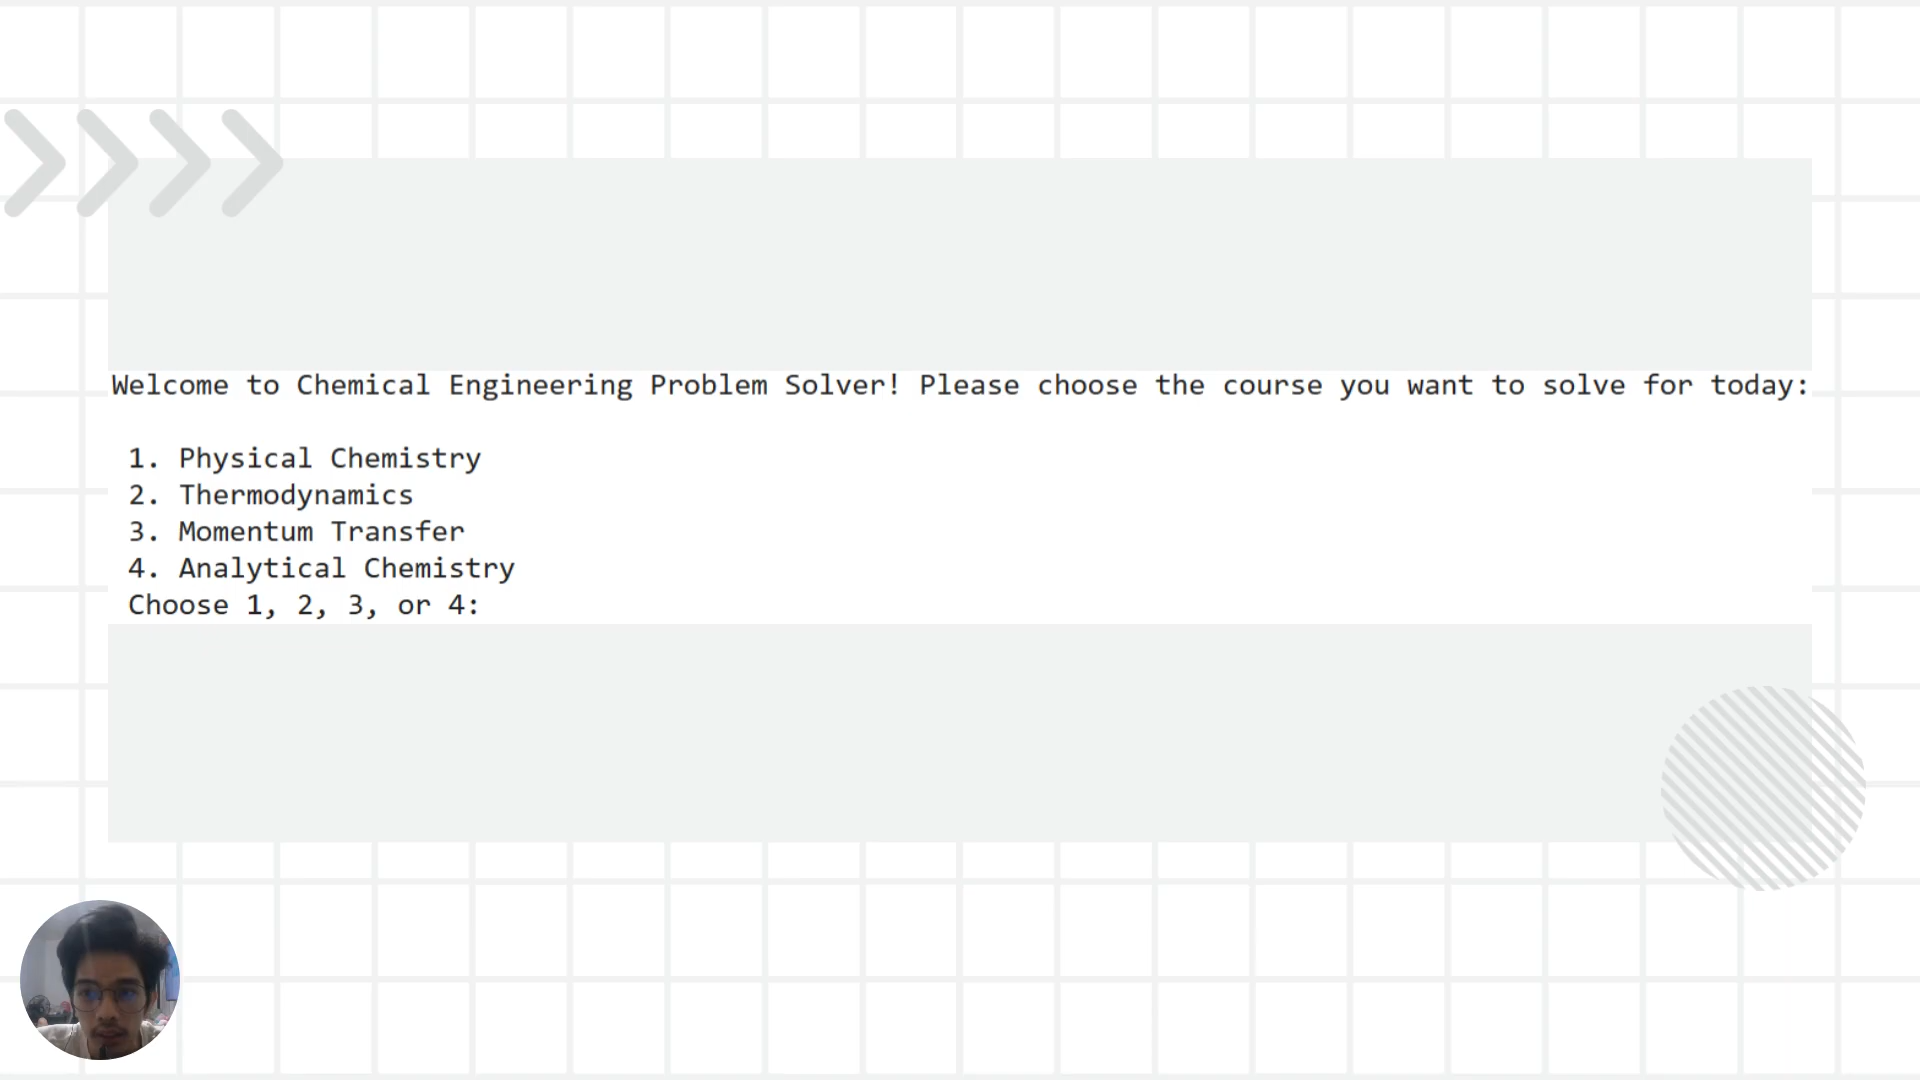 Welcome to Chemical Engineering Problem Solver! Please choose the course you want to solve for today:
1. Physical Chemistry
2. Thermodynamics
3. Momentum Transfer
4. Analytical Chemistry
Choose 1, 2, 3, or 4: